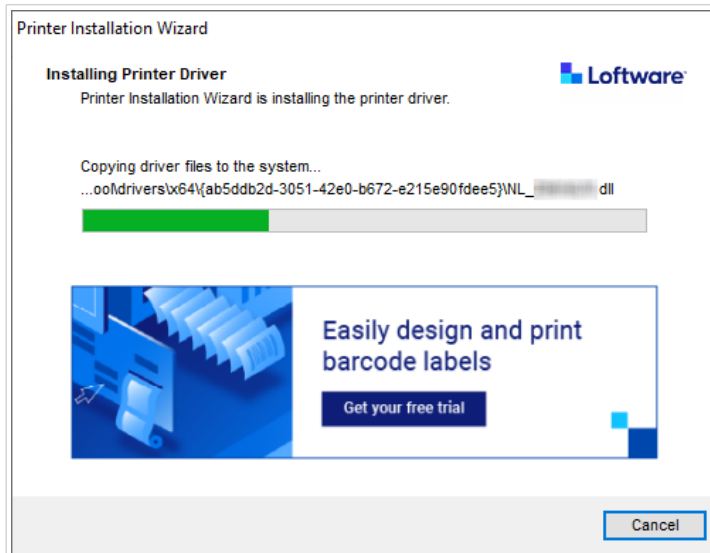 Printer Installation Wizard
Installing Printer Driver
Loftware
Printer Installation Wizard is installing the printer driver.
Copying driver files to the system...
...ool\drivers\x64\{ab5ddb2d-3051-42e0-b672-e215e90fdee5}\NL_ dll
Easily design and print
barcode labels
Get your free trial
Cancel